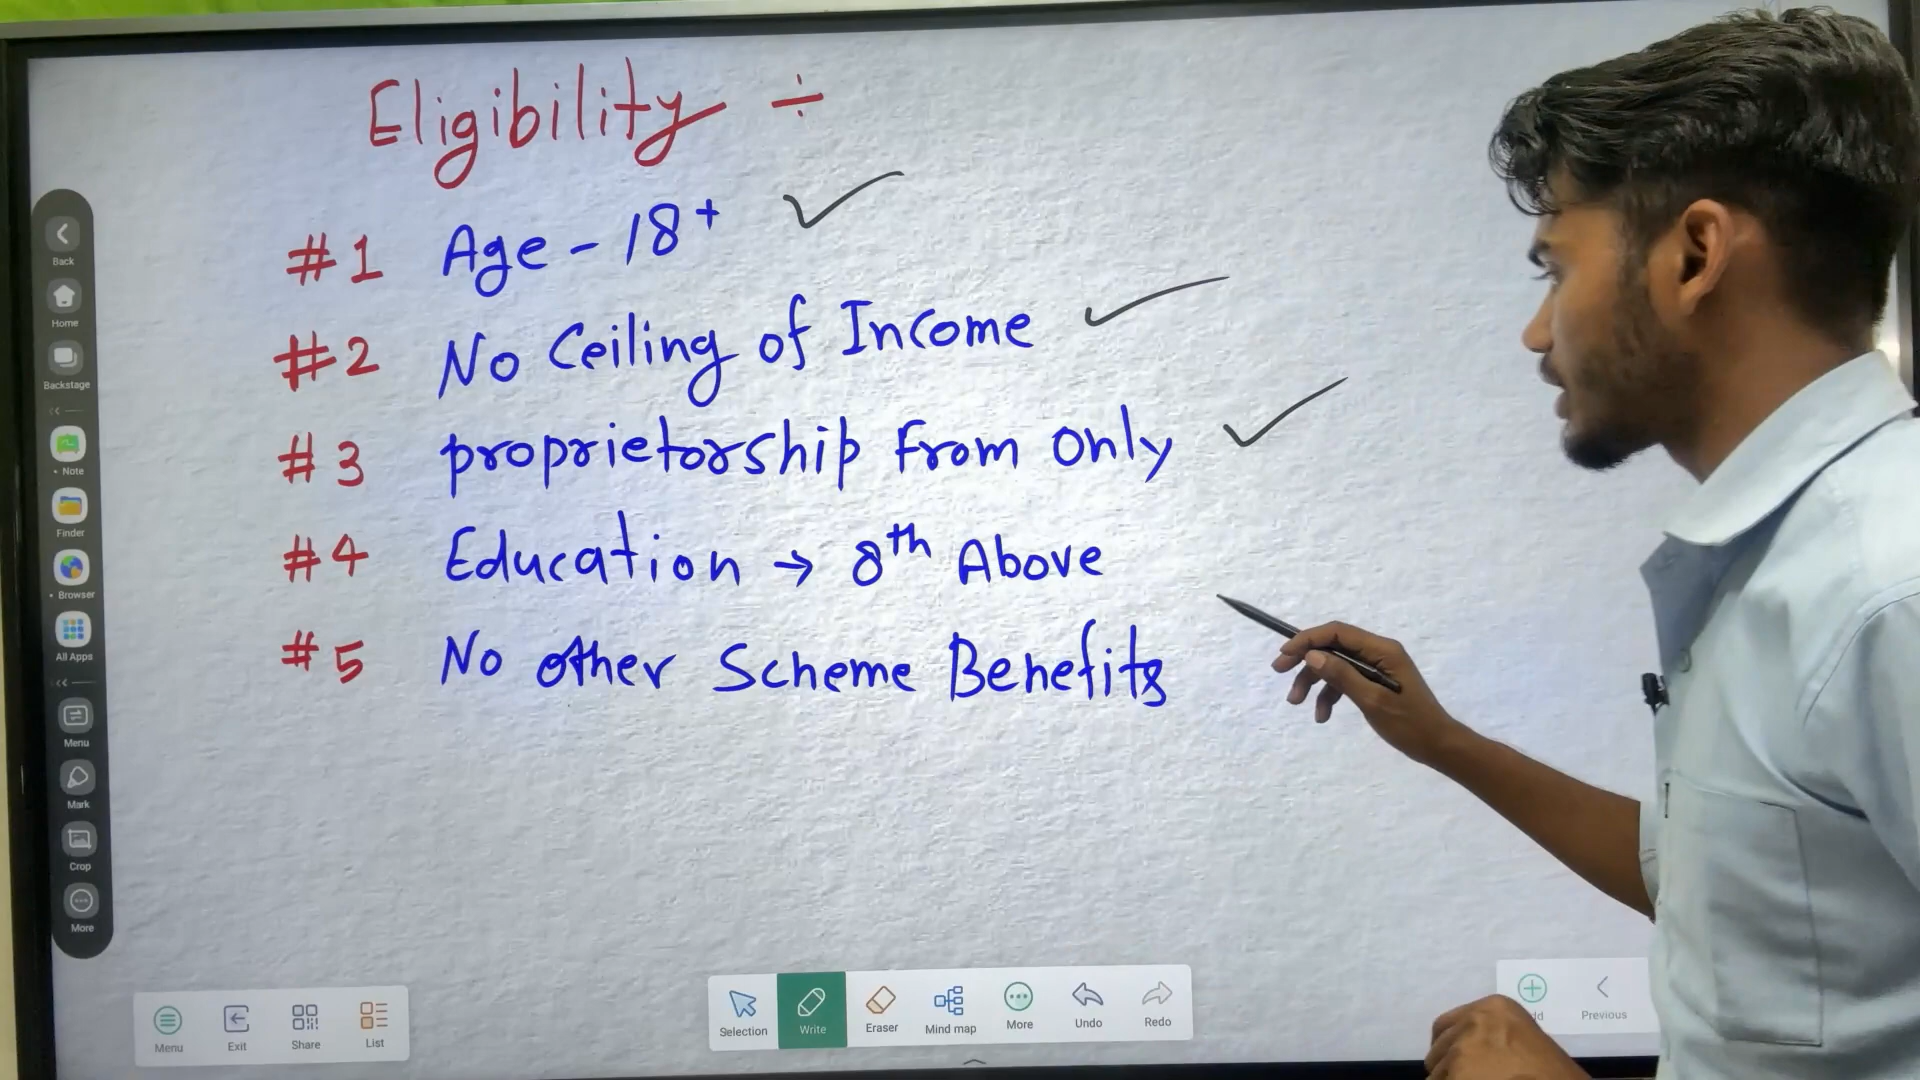 Eligibility ÷
#1 Age - 18+ ✓
#2 No Ceiling of Income ✓
#3 proprietorship From Only ✓
#4 Education → 8th Above
#5 No other Scheme Benefits
Back
Home
Backstage
Note
Finder
Browser
All Apps
Menu
Mark
Crop
More
Menu Exit Share List
Selection Write Eraser Mind map More Undo Redo
Previous